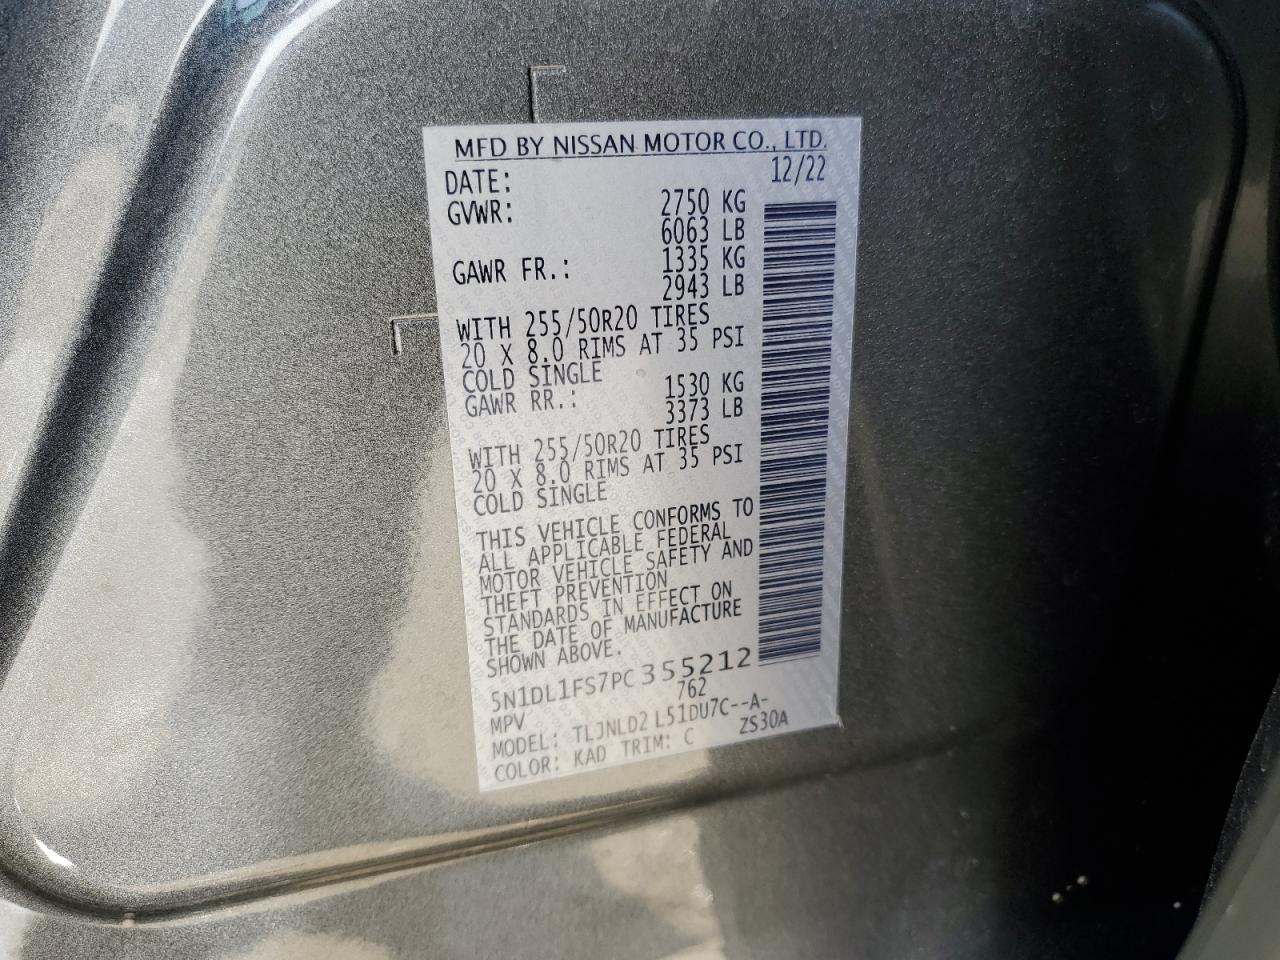 MFD BY NISSAN MOTOR CO., LTD.
DATE: 12/22
GVWR: 2750 KG
6063 LB
GAWR FR.: 1335 KG
2943 LB
WITH 255/50R20 TIRES
20 X 8.0 RIMS AT 35 PSI
COLD SINGLE
GAWR RR.: 1530 KG
3373 LB
WITH 255/50R20 TIRES
20 X 8.0 RIMS AT 35 PSI
COLD SINGLE
THIS VEHICLE CONFORMS TO
ALL APPLICABLE FEDERAL
MOTOR VEHICLE SAFETY AND
THEFT PREVENTION
STANDARDS IN EFFECT ON
THE DATE OF MANUFACTURE
SHOWN ABOVE.
5N1DL1FS7PC355212
MPV 762
MODEL: TLJNLD2 L51DU7C--A-
COLOR: KAD TRIM: C ZS30A